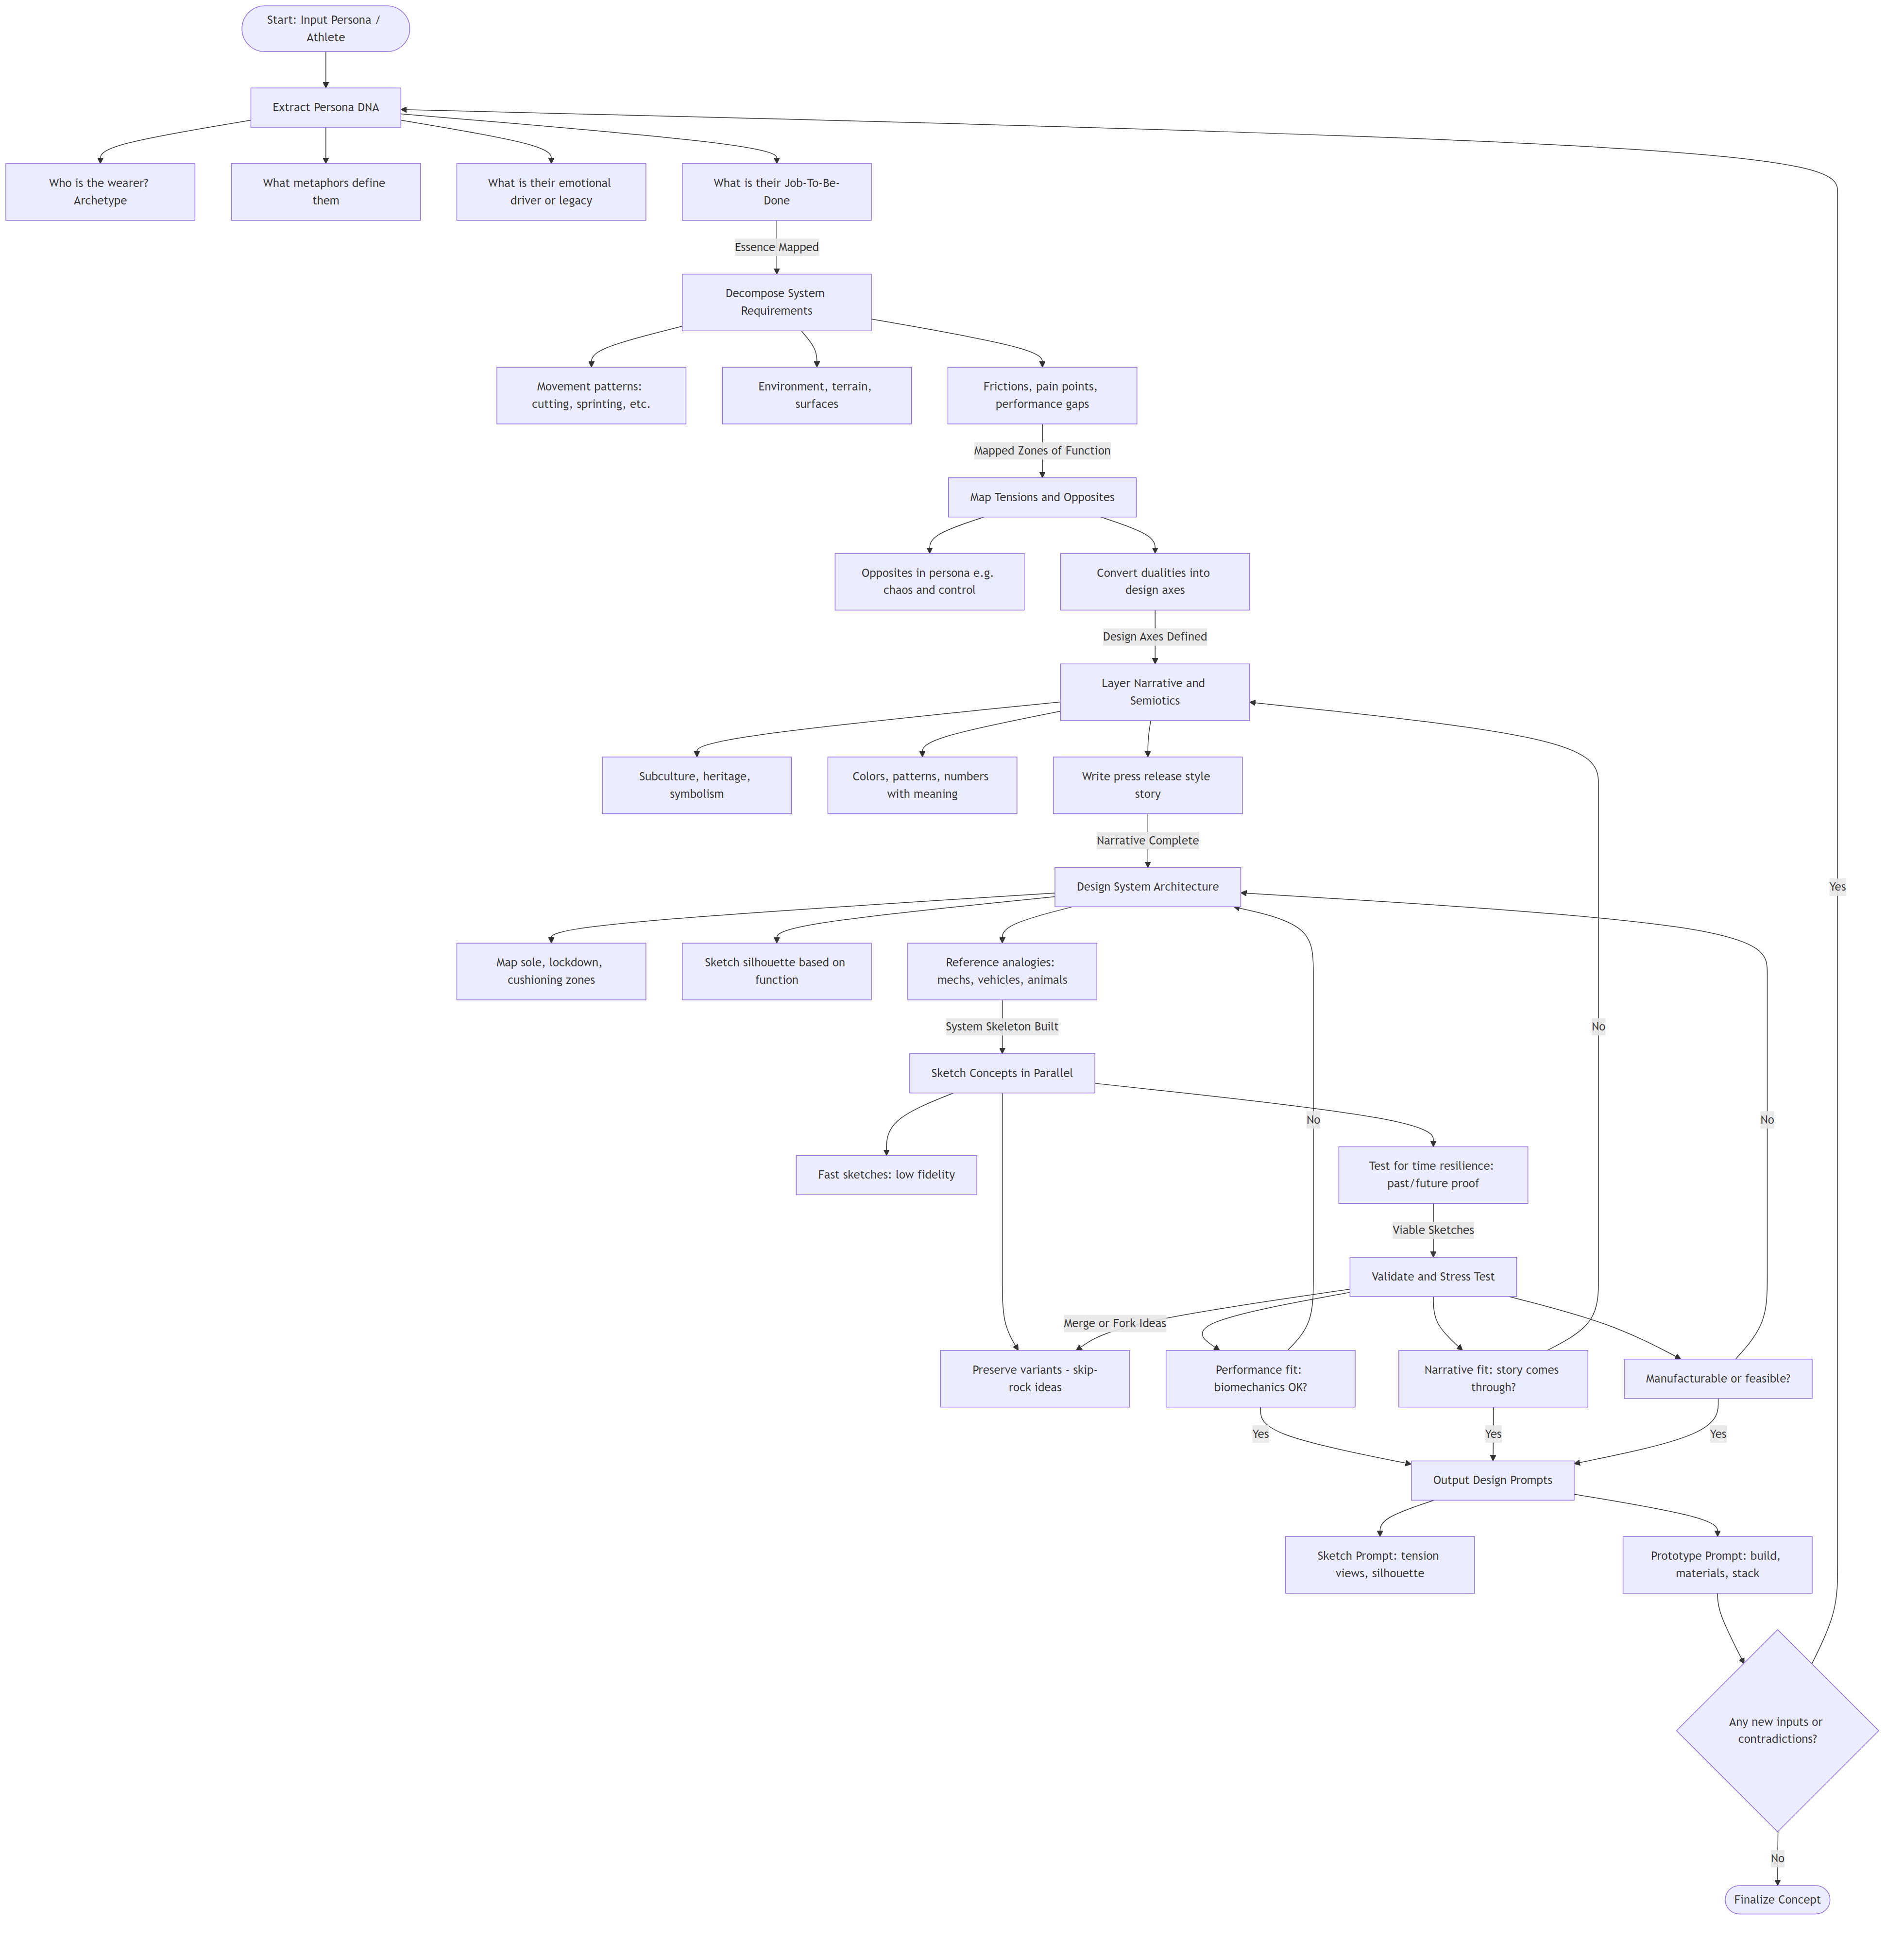 Start: Input Persona /
Athlete
Extract Persona DNA
Who is the wearer?
Archetype
What metaphors define
them
What is their emotional
driver or legacy
What is their Job-To-Be-
Done
Essence Mapped
Decompose System
Requirements
Movement patterns:
cutting, sprinting, etc.
Environment, terrain,
surfaces
Frictions, pain points,
performance gaps
Mapped Zones of Function
Map Tensions and Opposites
Opposites in persona e.g.
chaos and control
Convert dualities into
design axes
Design Axes Defined
Layer Narrative and
Semiotics
Subculture, heritage,
symbolism
Colors, patterns, numbers
with meaning
Write press release style
story
Narrative Complete
Design System Architecture
Yes
Map sole, lockdown,
cushioning zones
Sketch silhouette based on
function
Reference analogies:
mechs, vehicles, animals
System Skeleton Built
No
Sketch Concepts in Parallel
No
No
Fast sketches: low fidelity
Test for time resilience:
past/future proof
Viable Sketches
Validate and Stress Test
Merge or Fork Ideas
Preserve variants - skip-
rock ideas
Performance fit:
biomechanics OK?
Narrative fit: story comes
through?
Manufacturable or feasible?
Yes
Yes
Yes
Output Design Prompts
Sketch Prompt: tension
views, silhouette
Prototype Prompt: build,
materials, stack
Any new inputs or
contradictions?
No
Finalize Concept